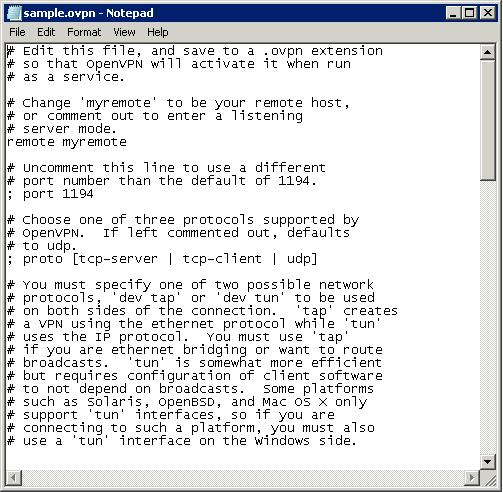 sample.ovpn - Notepad
File Edit Format View Help
# Edit this file, and save to a .ovpn extension
# so that OpenVPN will activate it when run
# as a service.
# Change 'myremote' to be your remote host,
# or comment out to enter a listening
# server mode.
remote myremote
# Uncomment this line to use a different
# port number than the default of 1194.
; port 1194
# Choose one of three protocols supported by
# OpenVPN.  If left commented out, defaults
# to udp.
; proto [tcp-server | tcp-client | udp]
# You must specify one of two possible network
# protocols, 'dev tap' or 'dev tun' to be used
# on both sides of the connection.  'tap' creates
# a VPN using the ethernet protocol while 'tun'
# uses the IP protocol.  You must use 'tap'
# if you are ethernet bridging or want to route
# broadcasts.  'tun' is somewhat more efficient
# but requires configuration of client software
# to not depend on broadcasts.  Some platforms
# such as Solaris, OpenBSD, and Mac OS X only
# support 'tun' interfaces, so if you are
# connecting to such a platform, you must also
# use a 'tun' interface on the Windows side.